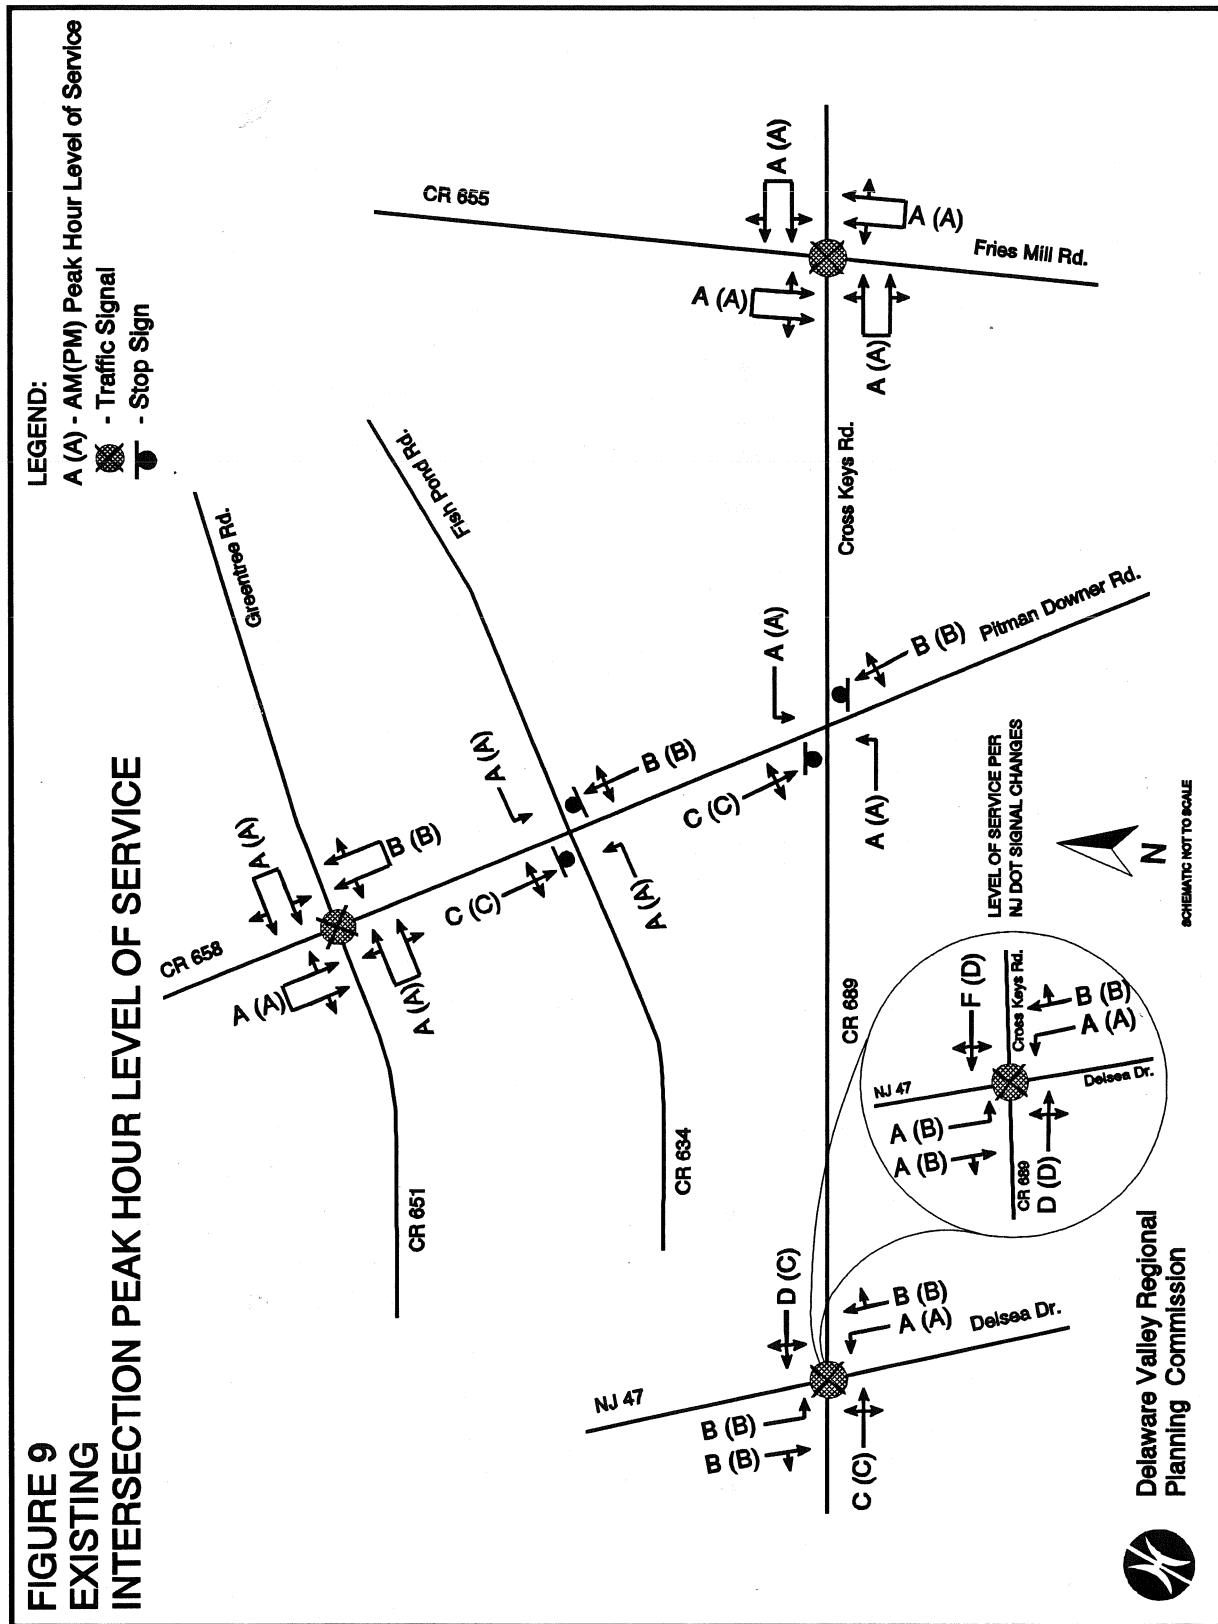 FIGURE 9
EXISTING
INTERSECTION PEAK HOUR LEVEL OF SERVICE
LEGEND:
A (A) - AM(PM) Peak Hour Level of Service
- Traffic Signal
- Stop Sign
CR 658
Greentree Rd.
A (A)
A (A)
B (B)
A (A)
CR 651
Fish Pond Rd.
A (A)
C (C)
B (B)
A (A)
CR 634
CR 655
A (A)
A (A)
A (A)
A (A)
Fries Mill Rd.
Cross Keys Rd.
A (A)
C (C)
B (B)
A (A)
Pitman Downer Rd.
CR 689
NJ 47
D (C)
B (B)
B (B)
B (B)
A (A)
C (C)
Delsea Dr.
LEVEL OF SERVICE PER
NJ DOT SIGNAL CHANGES
NJ 47
F (D)
Cross Keys Rd.
A (B)
A (B)
B (B)
A (A)
CR 689
D (D)
Delsea Dr.
N
SCHEMATIC NOT TO SCALE
Delaware Valley Regional
Planning Commission